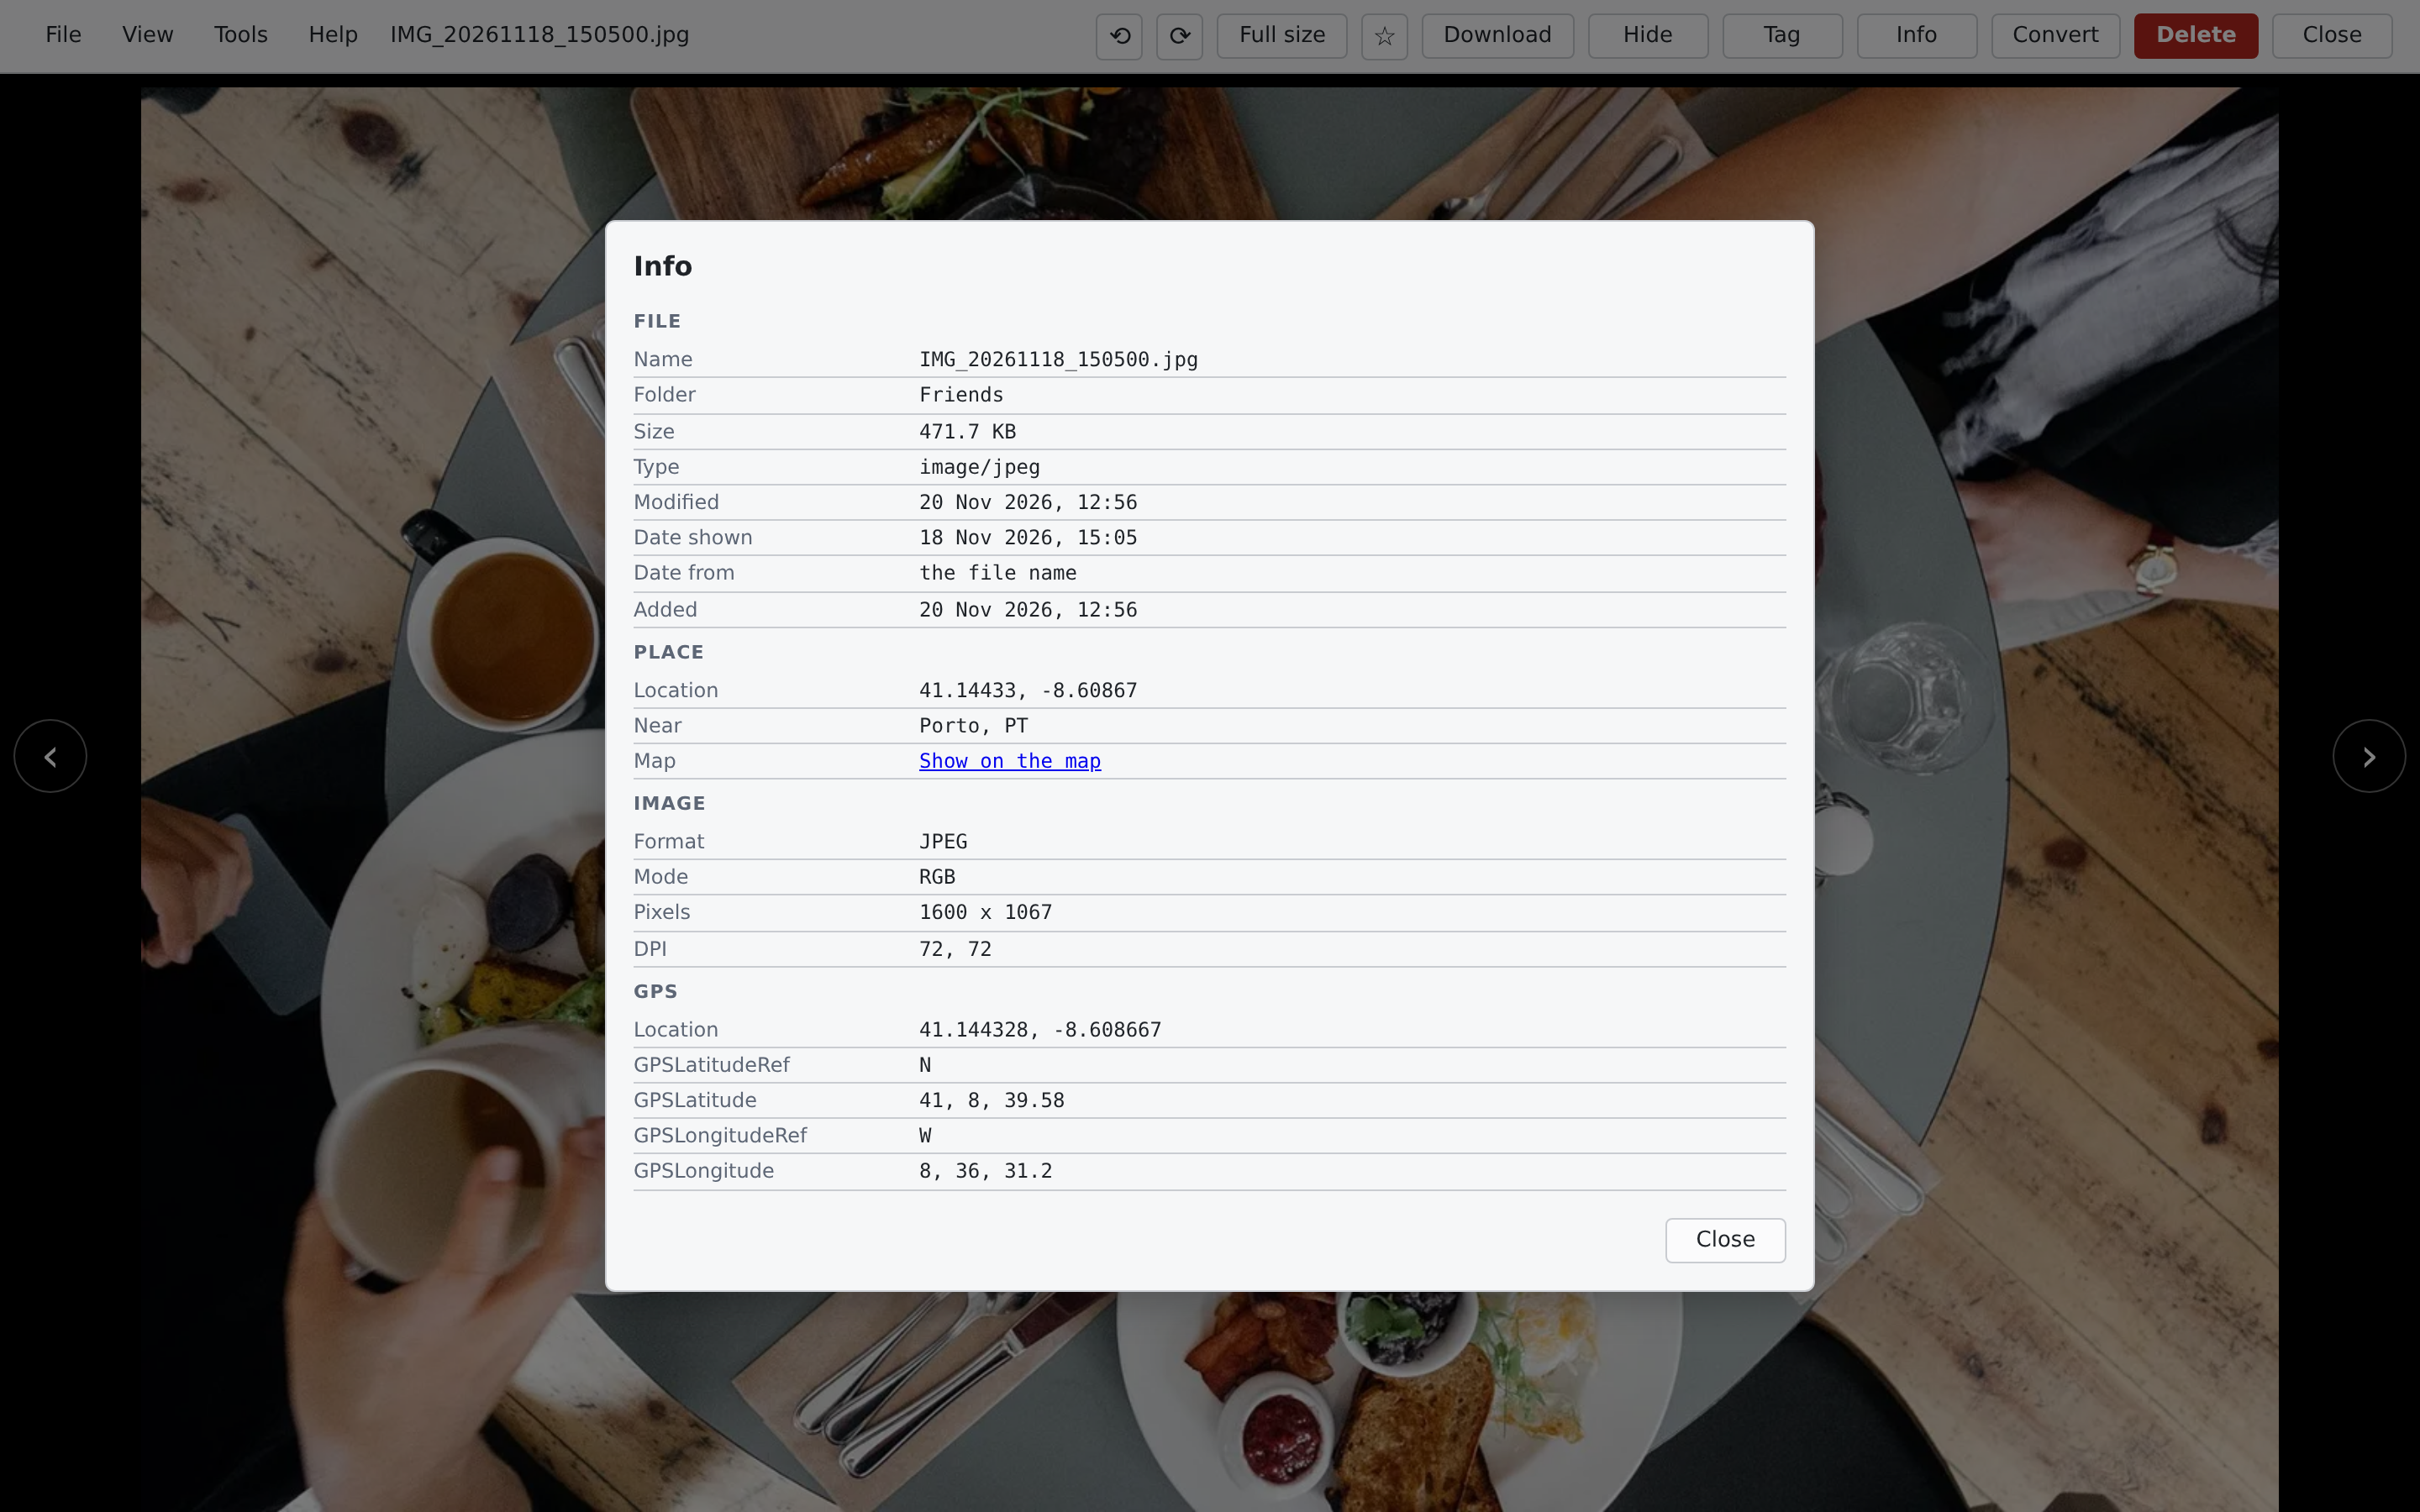 File View Tools Help IMG_20261118_150500.jpg ⟲ ⟳ Full size ☆ Download Hide Tag Info Convert Delete Close
Info
FILE
Name IMG_20261118_150500.jpg
Folder Friends
Size 471.7 KB
Type image/jpeg
Modified 20 Nov 2026, 12:56
Date shown 18 Nov 2026, 15:05
Date from the file name
Added 20 Nov 2026, 12:56
PLACE
Location 41.14433, -8.60867
Near Porto, PT
Map Show on the map
IMAGE
Format JPEG
Mode RGB
Pixels 1600 x 1067
DPI 72, 72
GPS
Location 41.144328, -8.608667
GPSLatitudeRef N
GPSLatitude 41, 8, 39.58
GPSLongitudeRef W
GPSLongitude 8, 36, 31.2
Close